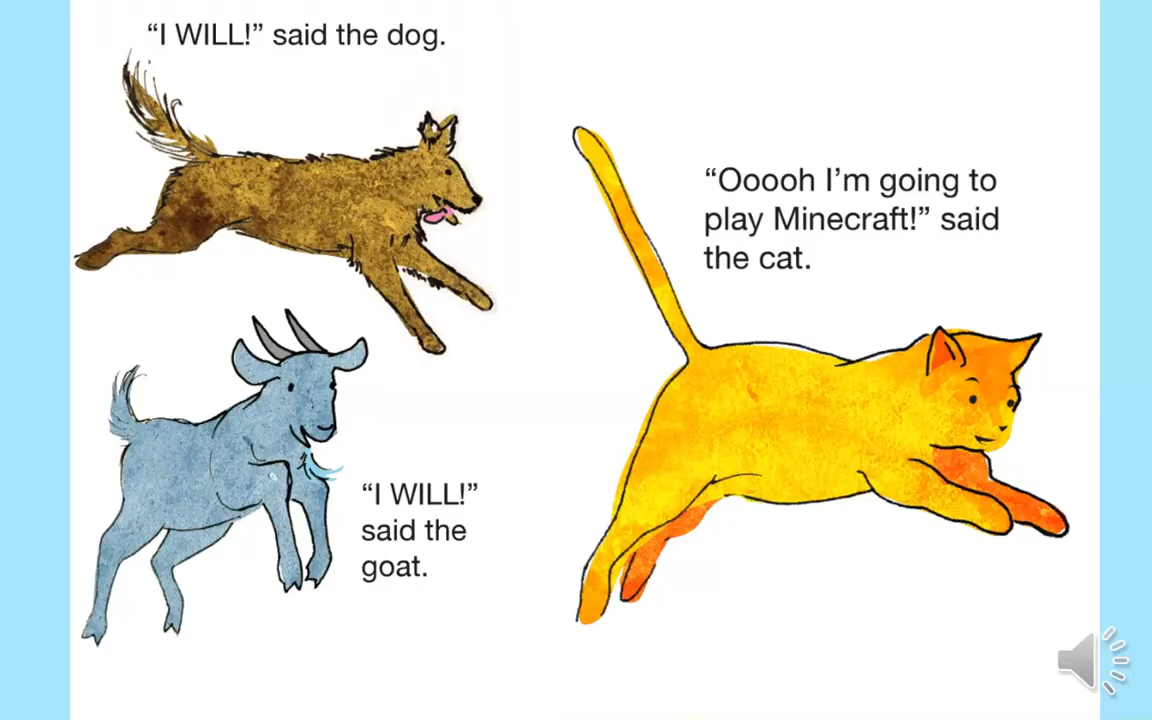 “I WILL!” said the dog.
“I WILL!”
said the
goat.
“Ooooh I’m going to
play Minecraft!” said
the cat.